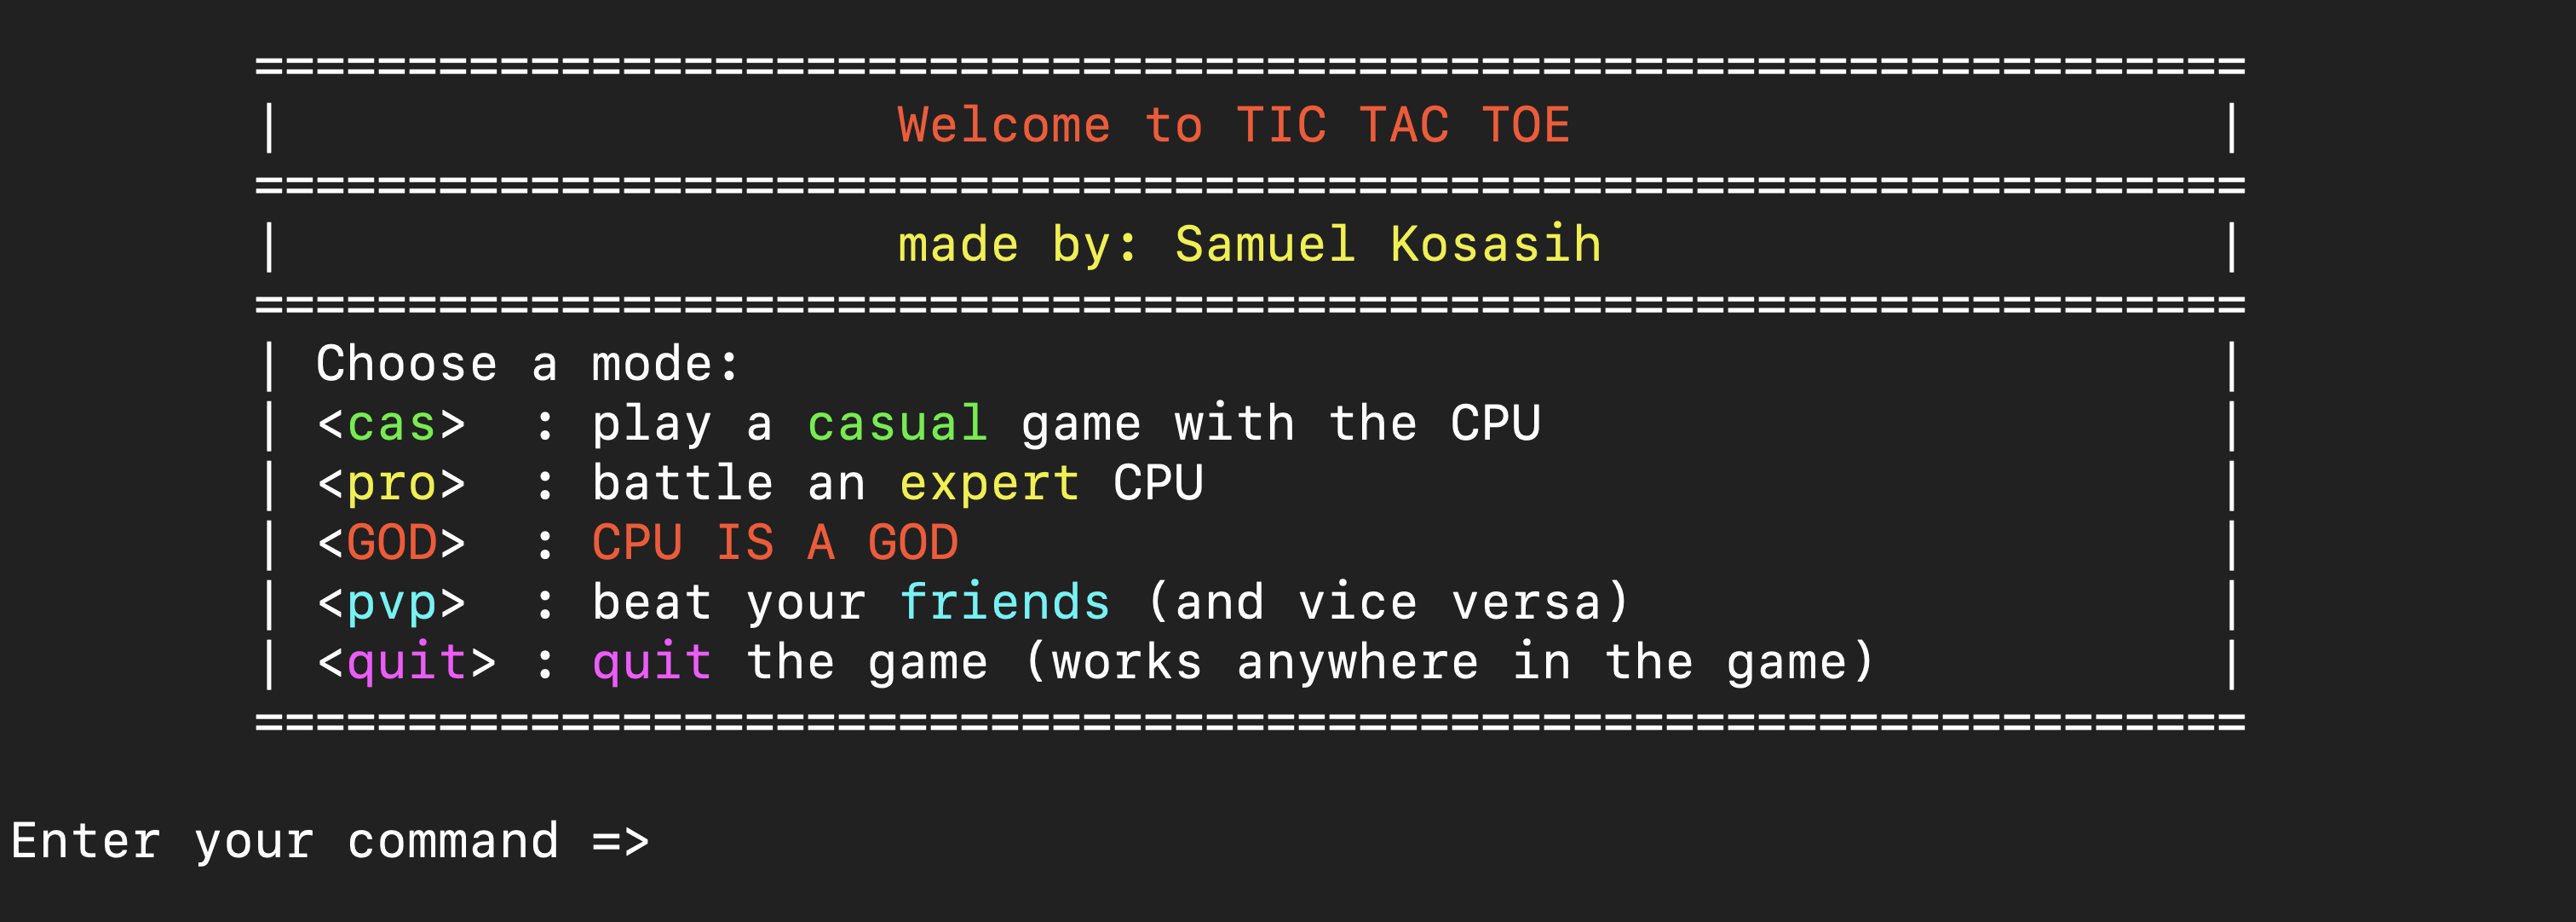 =================================================================
| Welcome to TIC TAC TOE |
=================================================================
| made by: Samuel Kosasih |
=================================================================
| Choose a mode: |
| <cas> : play a casual game with the CPU |
| <pro> : battle an expert CPU |
| <GOD> : CPU IS A GOD |
| <pvp> : beat your friends (and vice versa) |
| <quit> : quit the game (works anywhere in the game) |
=================================================================
Enter your command =>